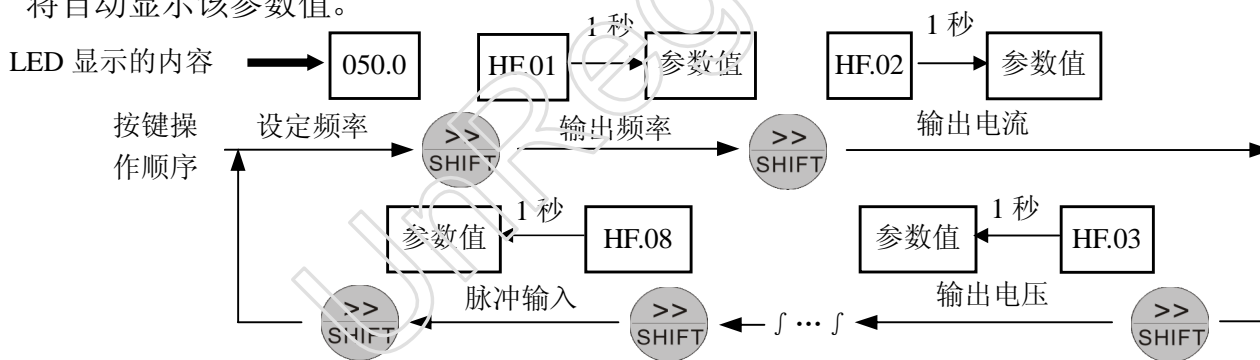 将自动显示该参数值。
1 秒 1 秒
LED 显示的内容 050.0 HF.01 参数值 HF.02 参数值
按键操作顺序 设定频率 >> SHIFT 输出频率 >> SHIFT 输出电流
1 秒 1 秒
参数值 HF.08 参数值 HF.03
>> SHIFT 脉冲输入 >> SHIFT ∫ ··· ∫ 输出电压 >> SHIFT
UnReg